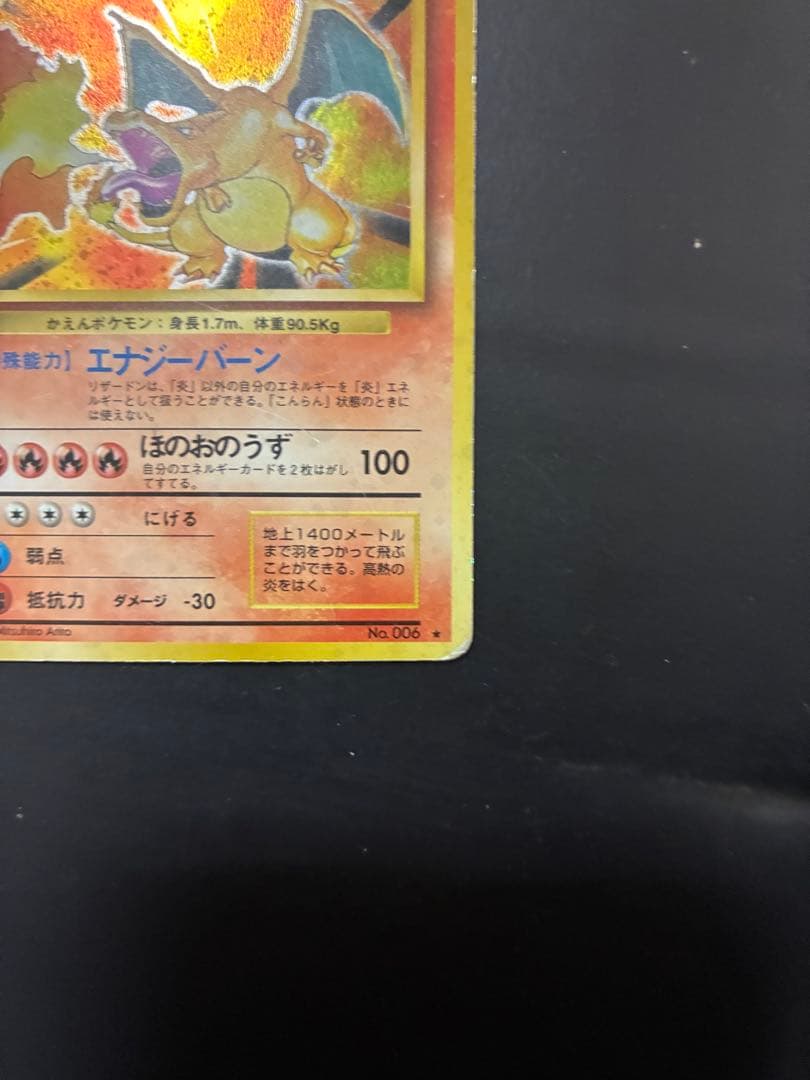 かえんポケモン：身長1.7m、体重90.5Kg
殊能力】エナジーバーン
リザードンは、「炎」以外の自分のエネルギーを「炎」エネ
ルギーとして扱うことができる。「こんらん」状態のときに
は使えない。
ほのおのうず 100
自分のエネルギーカードを2枚はがし
てすてる。
にげる
弱点
抵抗力 ダメージ -30
地上1400メートル
まで羽をつかって飛ぶ
ことができる。高熱の
炎をはく。
Mitsuhiro Arita
No. 006 ★